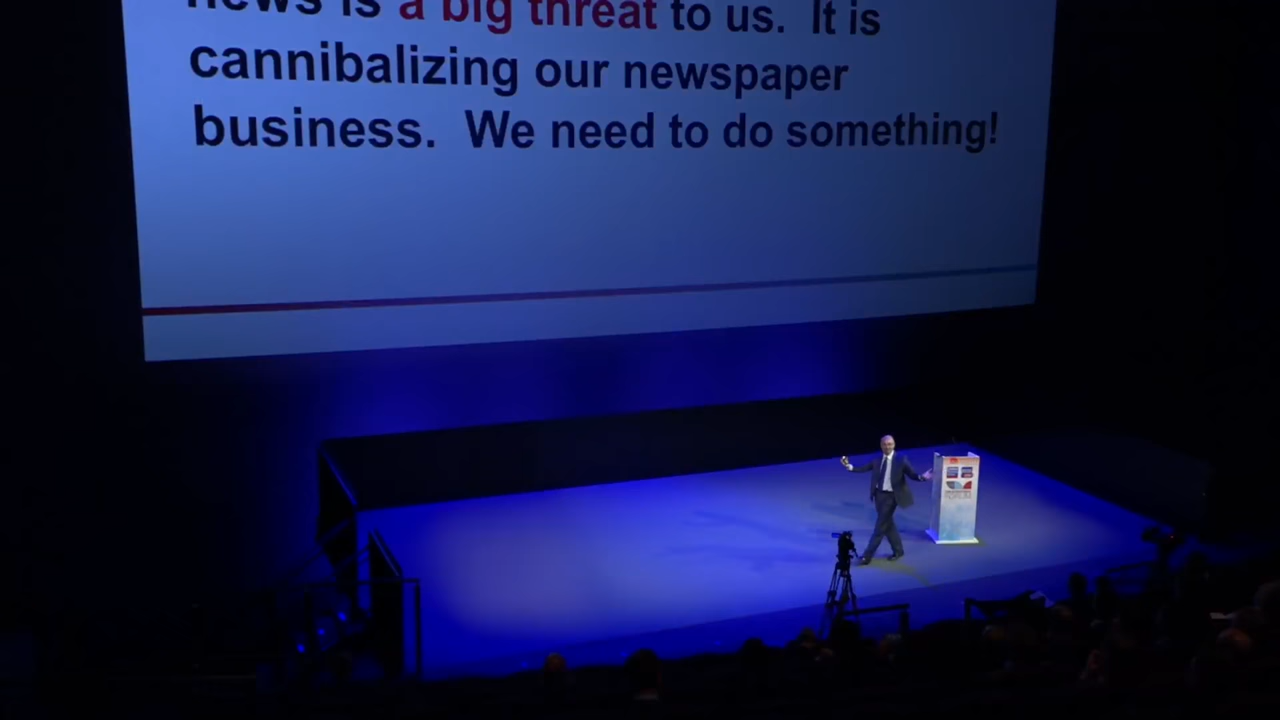 news is a big threat to us. It is
cannibalizing our newspaper
business. We need to do something!